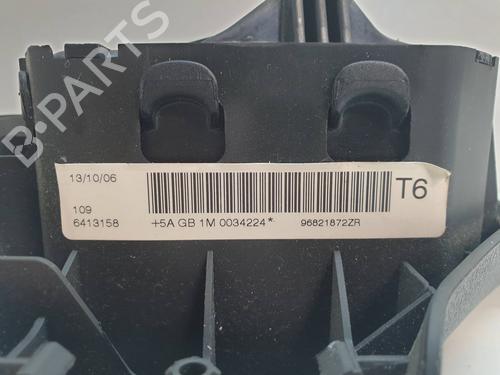 B-PARTS
13/10/06
T6
109
6413158
+5A GB 1M 0034224*
96821872ZR